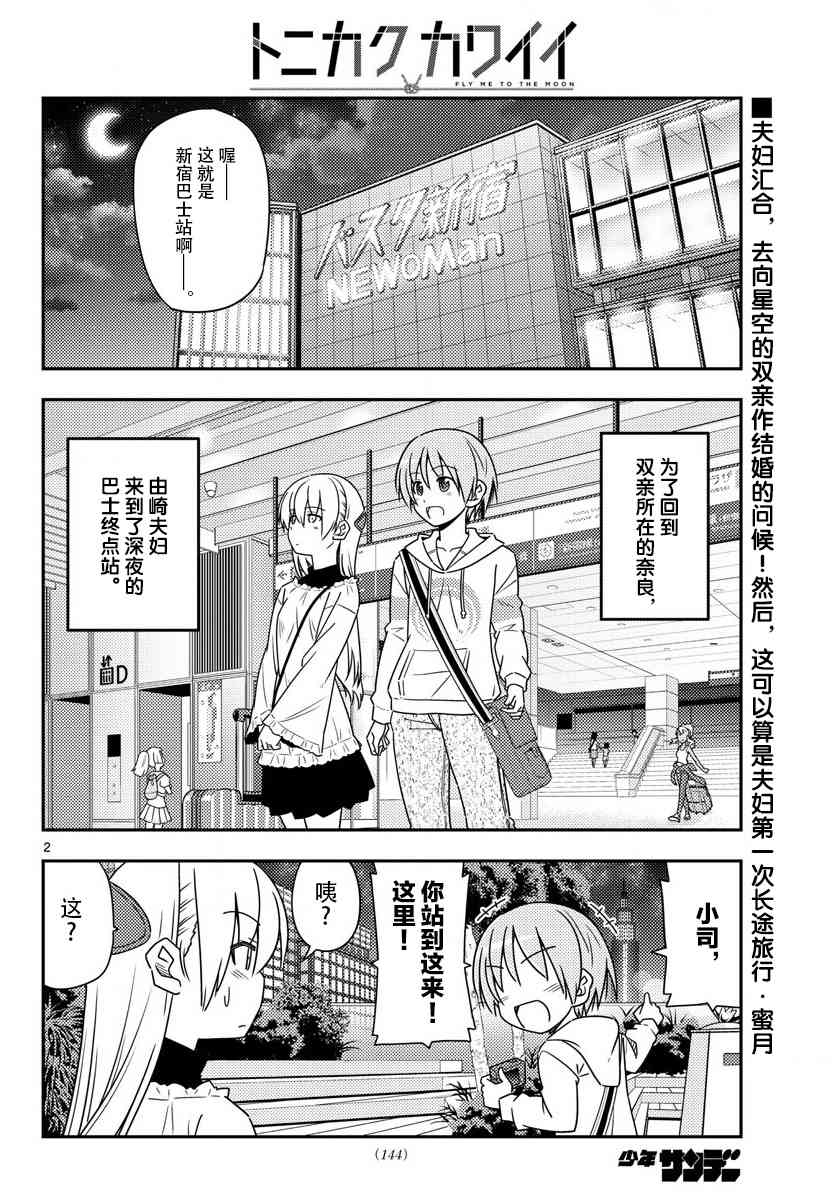 トニカクカワイイ
FLY ME TO THE MOON
■夫妇汇合，去向星空的双亲作结婚的问候！然后，这可以算是夫妇第一次长途旅行·蜜月
喔——
这就是
新宿巴士站啊——。
バスタ新宿
NEWoMan
为了回到
双亲所在的奈良，
由崎夫妇
来到了深夜的
巴士终点站。
D
2
小司，
你站到这来！
这里！
咦？
这？
(144)
少年サンデー